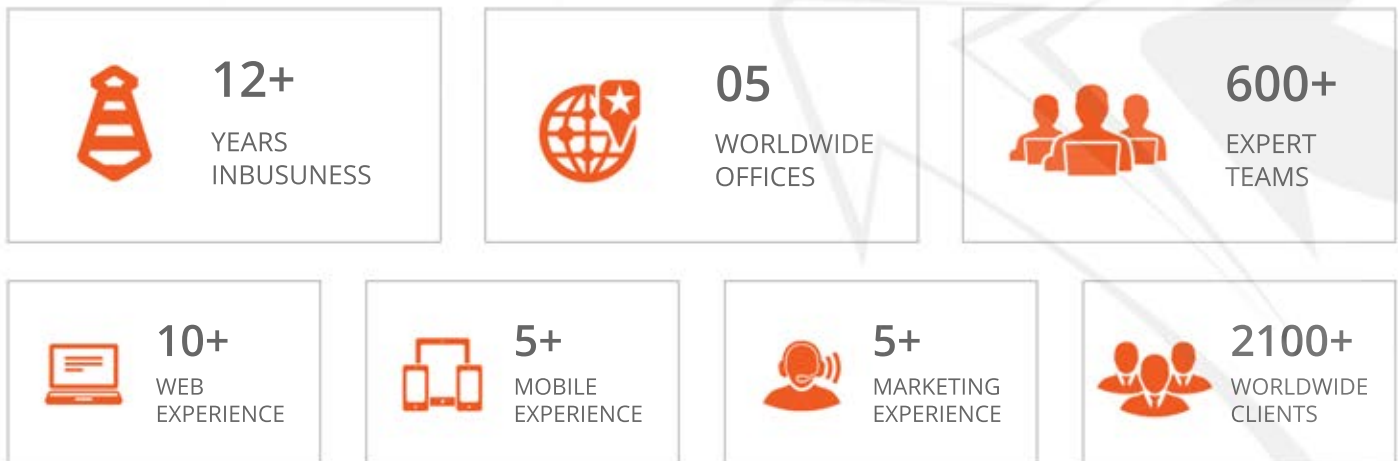 12+
YEARS
INBUSUNESS
05
WORLDWIDE
OFFICES
600+
EXPERT
TEAMS
10+
WEB
EXPERIENCE
5+
MOBILE
EXPERIENCE
5+
MARKETING
EXPERIENCE
2100+
WORLDWIDE
CLIENTS